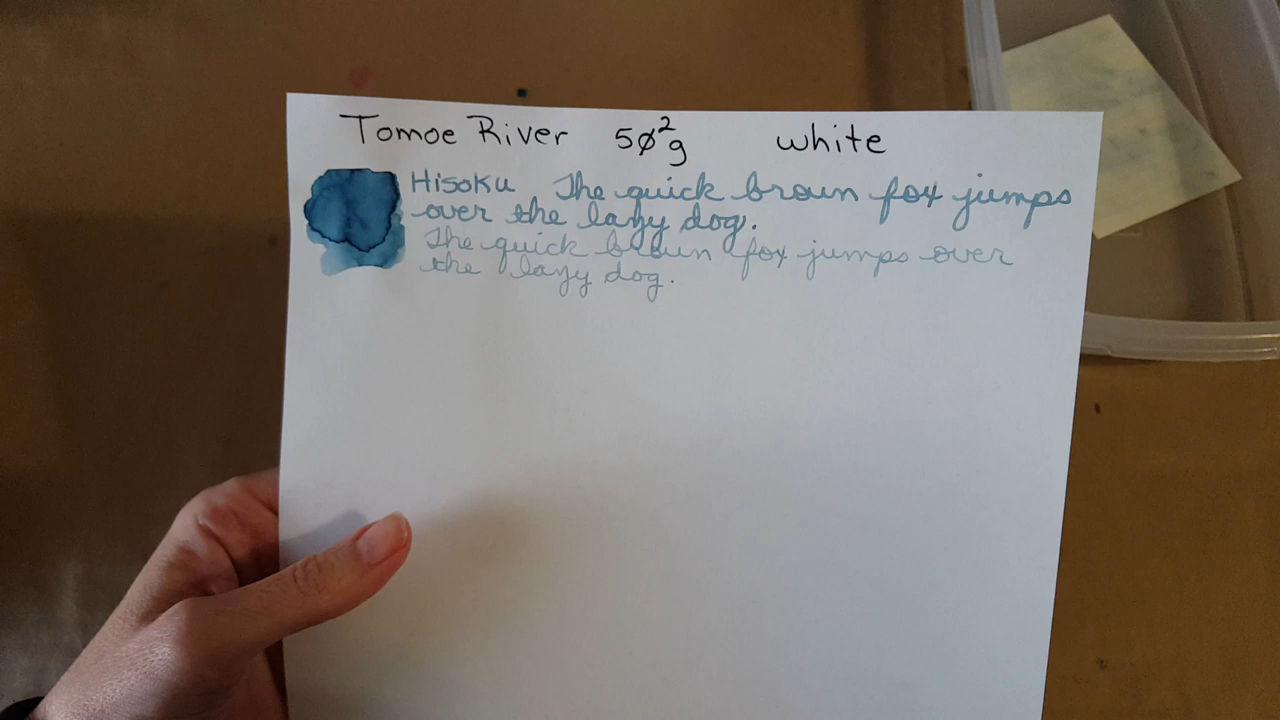 Tomoe River 5ø²g white
Hisoku The quick brown fox jumps
over the lazy dog.
The quick brown fox jumps over
the lazy dog.